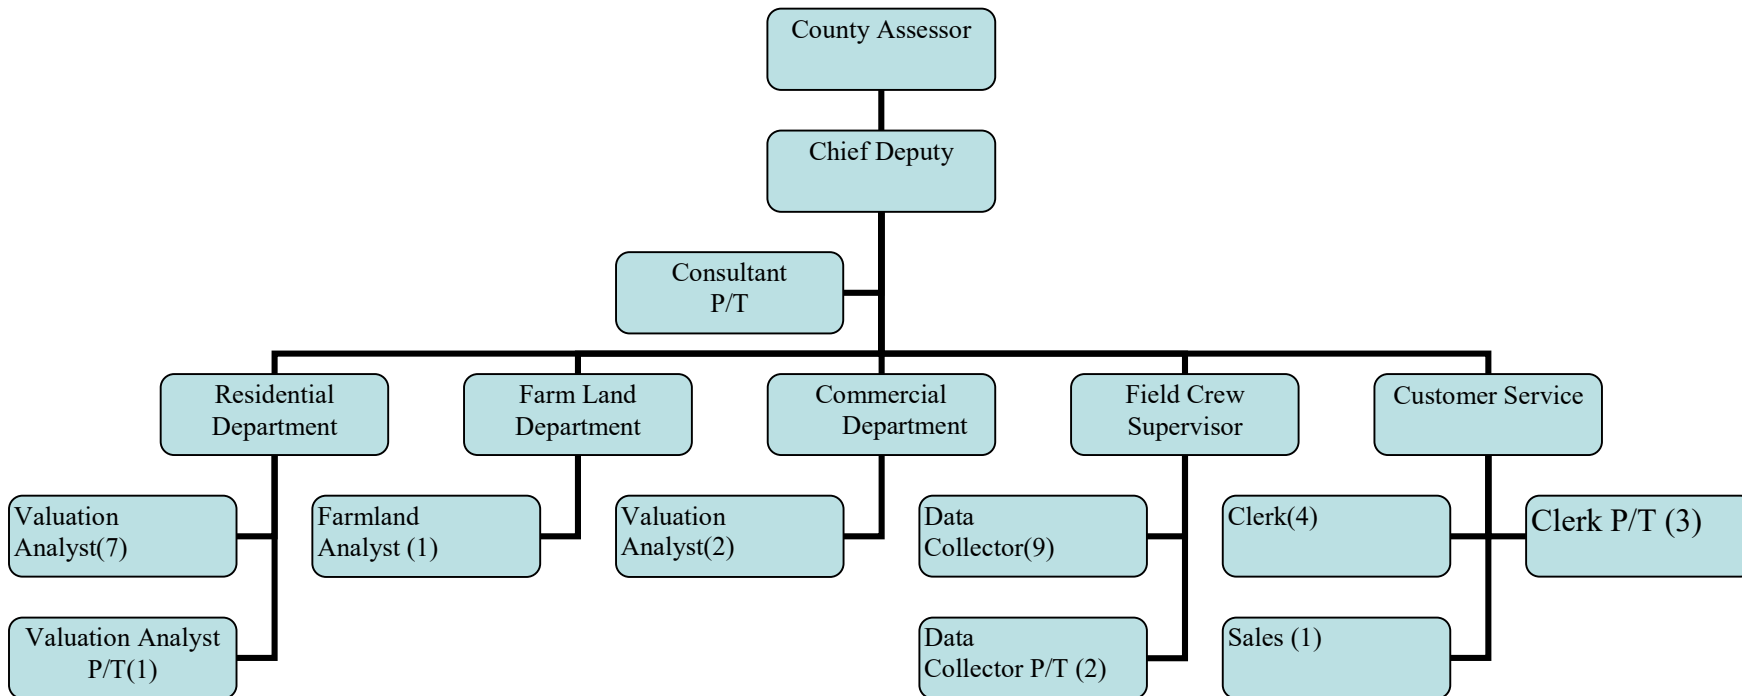 County Assessor
Chief Deputy
Consultant
P/T
Residential
Department
Farm Land
Department
Commercial
Department
Field Crew
Supervisor
Customer Service
Valuation
Analyst(7)
Farmland
Analyst (1)
Valuation
Analyst(2)
Data
Collector(9)
Clerk(4)
Clerk P/T (3)
Valuation Analyst
P/T(1)
Data
Collector P/T (2)
Sales (1)